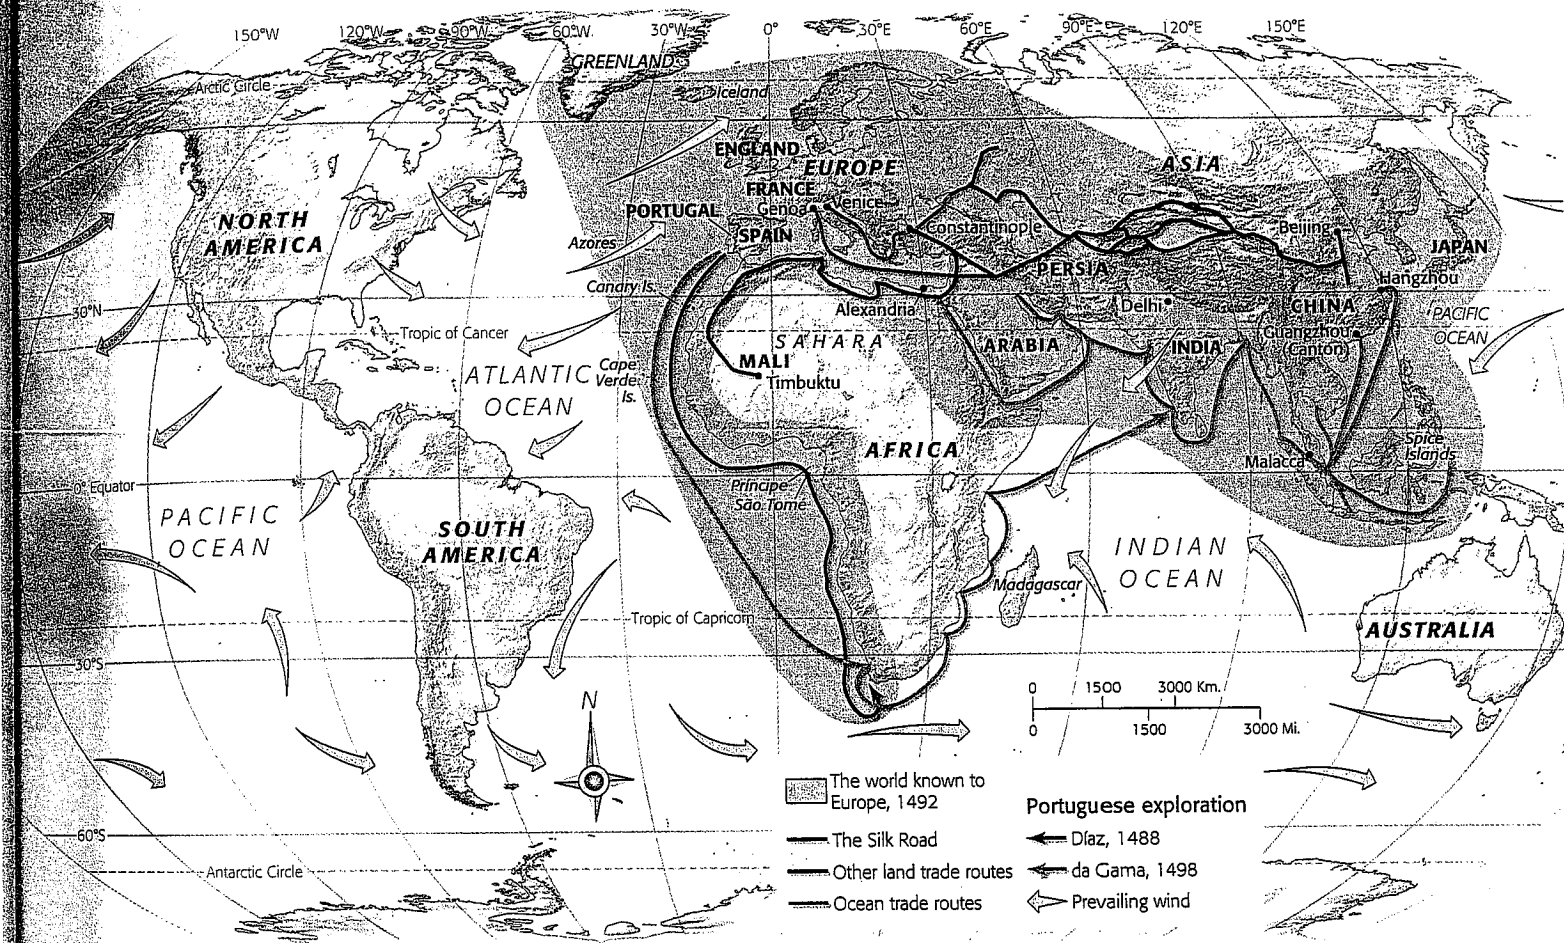 150°W
120°W
90°W
60°W
30°W
0°
30°E
60°E
90°E
120°E
150°E
GREENLAND
Arctic Circle
Iceland
ENGLAND
EUROPE
ASIA
FRANCE
Genoa
Venice
PORTUGAL
NORTH
AMERICA
SPAIN
Constantinople
Beijing
Azores
JAPAN
PERSIA
Hangzhou
Canary Is.
30°N
Alexandria
Delhi
CHINA
PACIFIC
OCEAN
Tropic of Cancer
SAHARA
ARABIA
INDIA
Guangzhou
(Canton)
MALI
Timbuktu
ATLANTIC
OCEAN
Cape
Verde
Is.
AFRICA
Spice
Islands
Malacca
0° Equator
Príncipe
São Tomé
PACIFIC
OCEAN
SOUTH
AMERICA
INDIAN
OCEAN
Madagascar
Tropic of Capricorn
AUSTRALIA
30°S
N
0 1500 3000 Km.
0 1500 3000 Mi.
The world known to
Europe, 1492
The Silk Road
Other land trade routes
Ocean trade routes
Portuguese exploration
Díaz, 1488
da Gama, 1498
Prevailing wind
60°S
Antarctic Circle